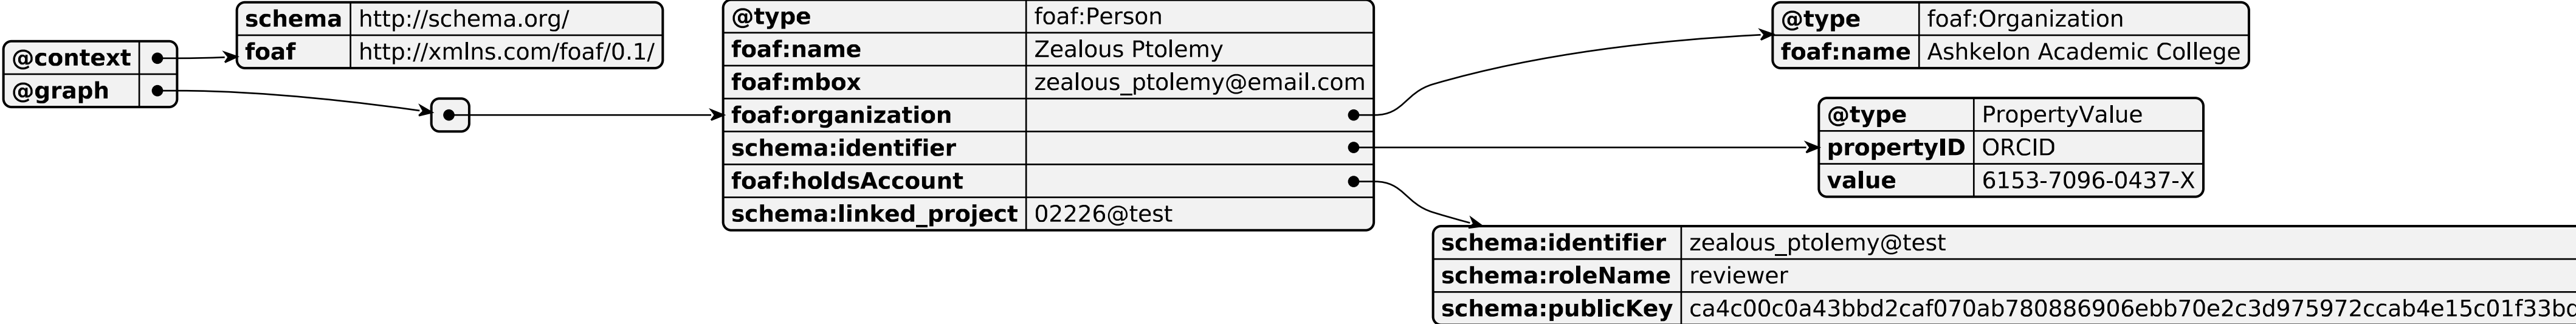 @context
@graph
schema http://schema.org/
foaf http://xmlns.com/foaf/0.1/
@type foaf:Person
foaf:name Zealous Ptolemy
foaf:mbox zealous_ptolemy@email.com
foaf:organization
schema:identifier
foaf:holdsAccount
schema:linked_project 02226@test
@type foaf:Organization
foaf:name Ashkelon Academic College
@type PropertyValue
propertyID ORCID
value 6153-7096-0437-X
schema:identifier zealous_ptolemy@test
schema:roleName reviewer
schema:publicKey